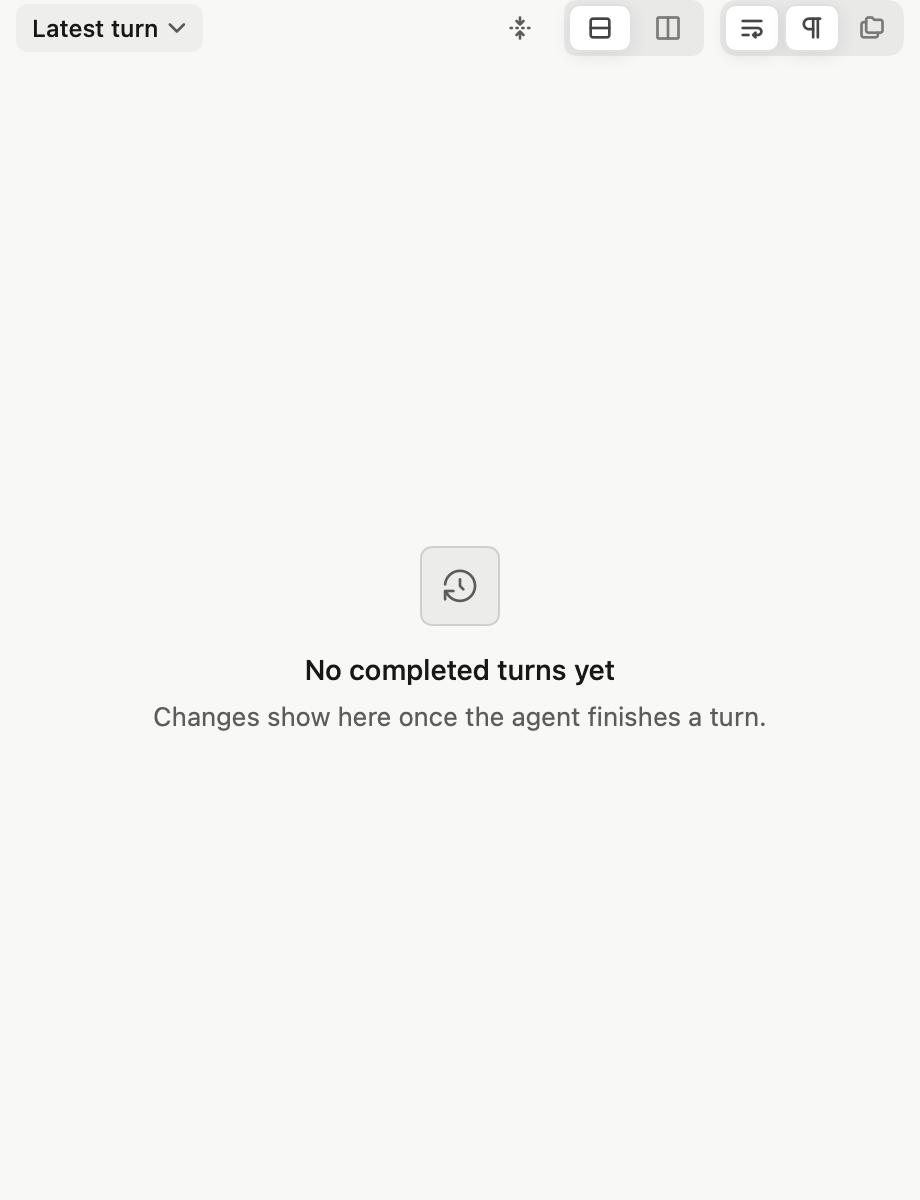 Latest turn
No completed turns yet
Changes show here once the agent finishes a turn.